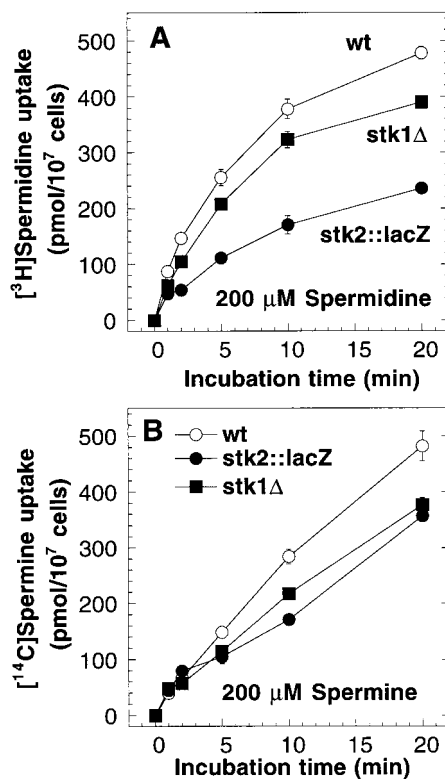 A
wt
stk1Δ
stk2::lacZ
200 μM Spermidine
[³H]Spermidine uptake
(pmol/10⁷ cells)
500
400
300
200
100
0
0 5 10 15 20
Incubation time (min)
B
wt
stk2::lacZ
stk1Δ
200 μM Spermine
[¹⁴C]Spermine uptake
(pmol/10⁷ cells)
500
400
300
200
100
0
0 5 10 15 20
Incubation time (min)